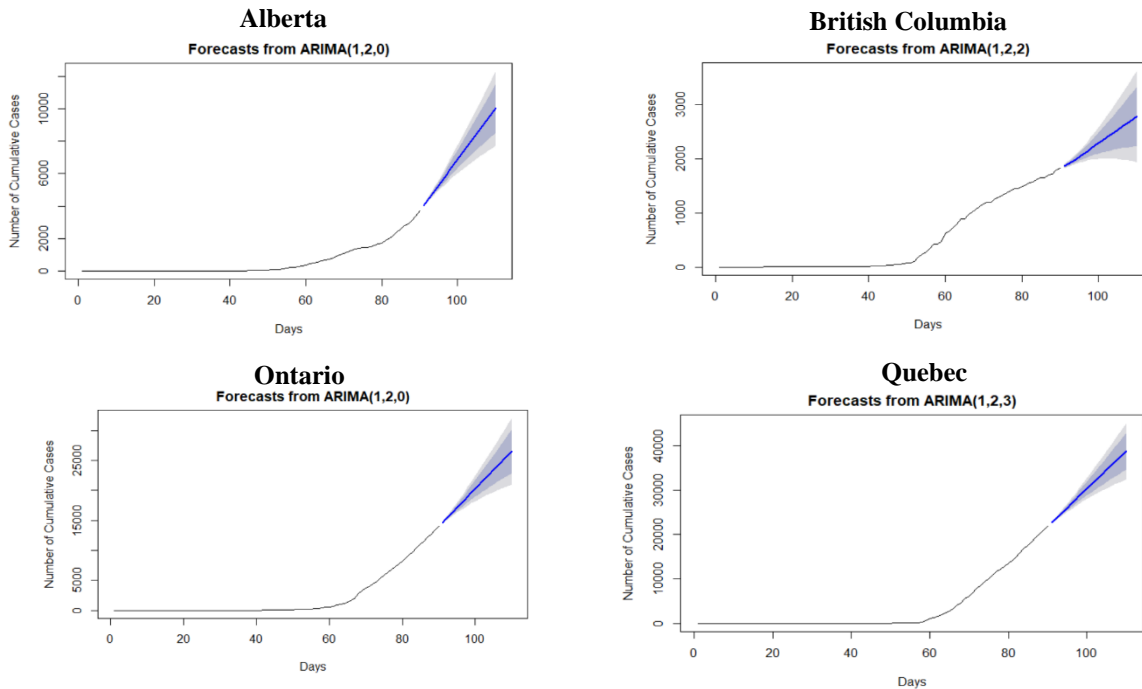 Alberta
Forecasts from ARIMA(1,2,0)
Number of Cumulative Cases
10000
6000
2000
0
0 20 40 60 80 100
Days
British Columbia
Forecasts from ARIMA(1,2,2)
Number of Cumulative Cases
3000
2000
1000
0
0 20 40 60 80 100
Days
Ontario
Forecasts from ARIMA(1,2,0)
Number of Cumulative Cases
25000
15000
5000
0
0 20 40 60 80 100
Days
Quebec
Forecasts from ARIMA(1,2,3)
Number of Cumulative Cases
40000
30000
20000
10000
0
0 20 40 60 80 100
Days